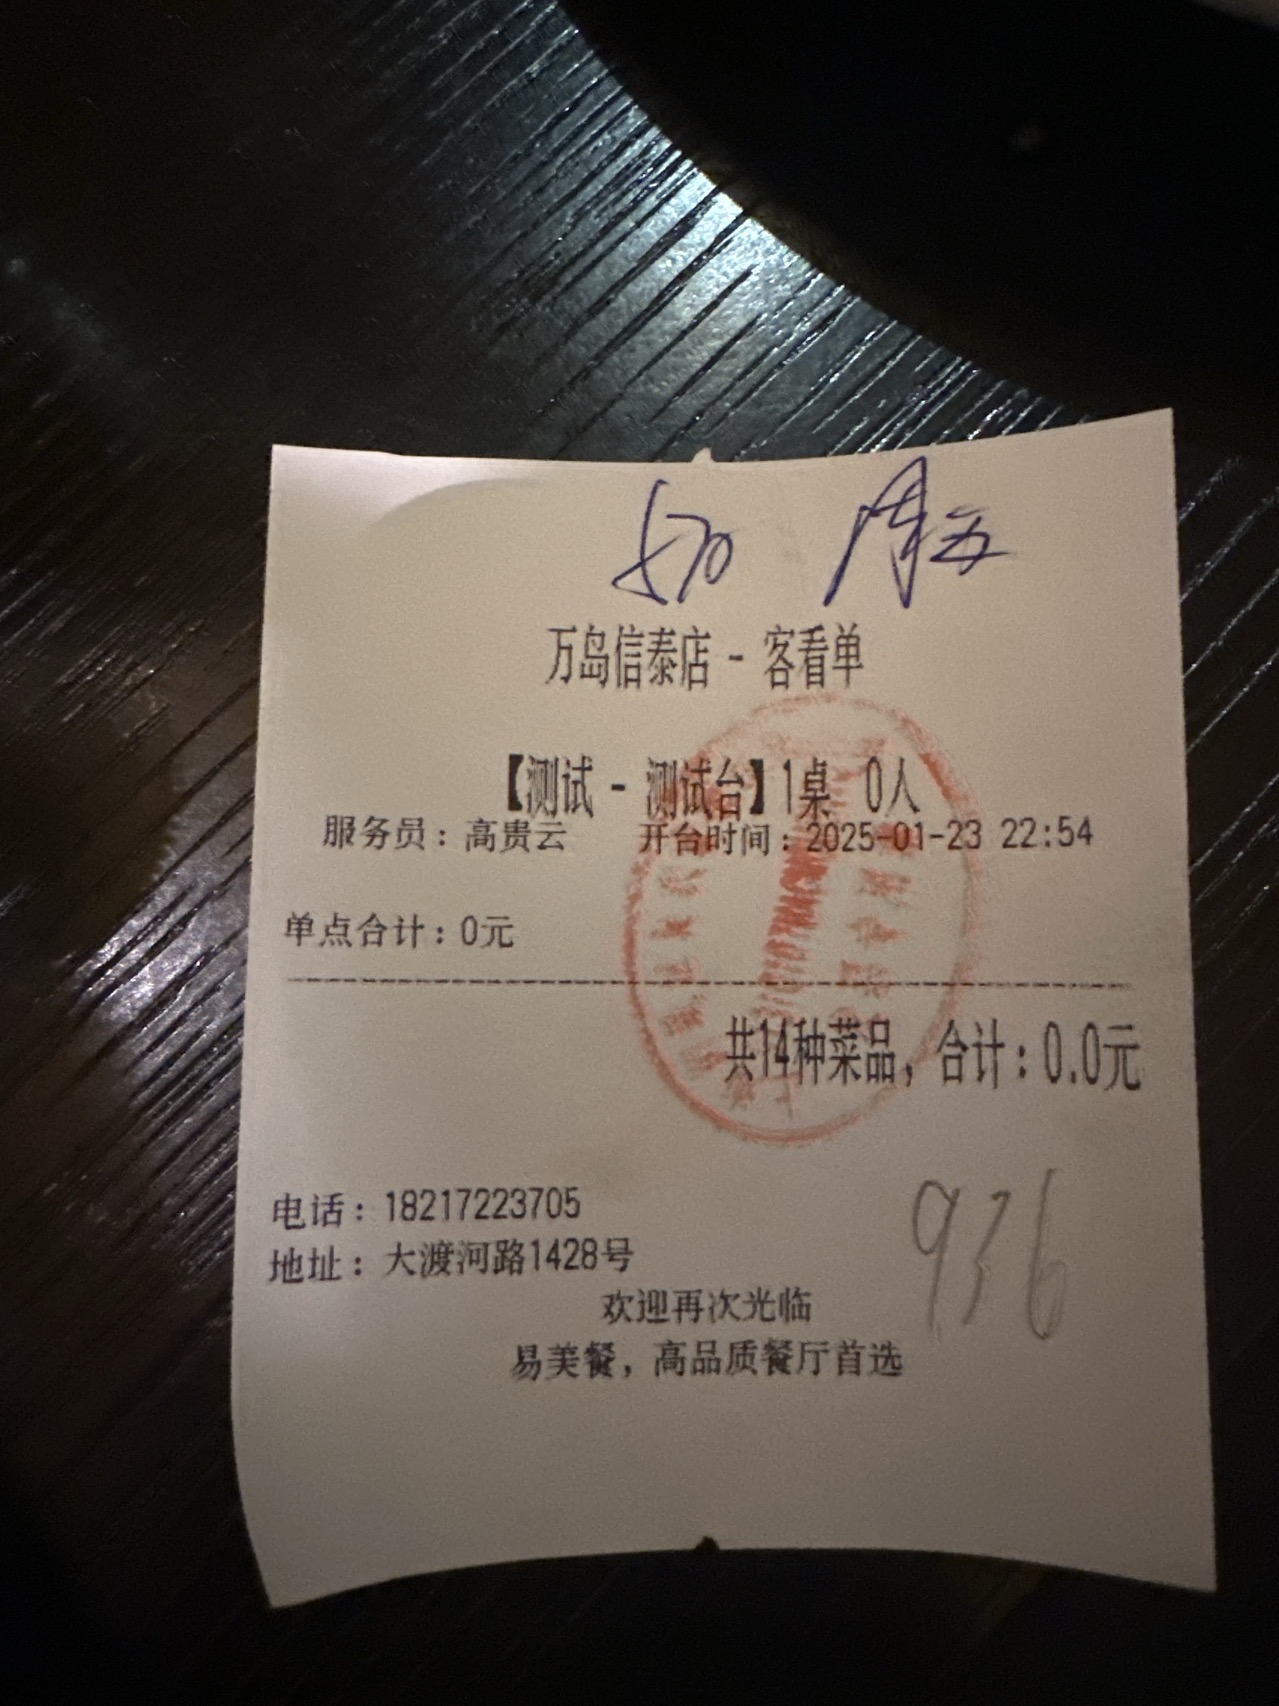 万岛信泰店 - 客看单
【测试 - 测试台】1桌 0人
服务员：高贵云 开台时间：2025-01-23 22:54
单点合计：0元
共14种菜品，合计：0.0元
电话：18217223705
936
地址：大渡河路1428号
欢迎再次光临
易美餐，高品质餐厅首选